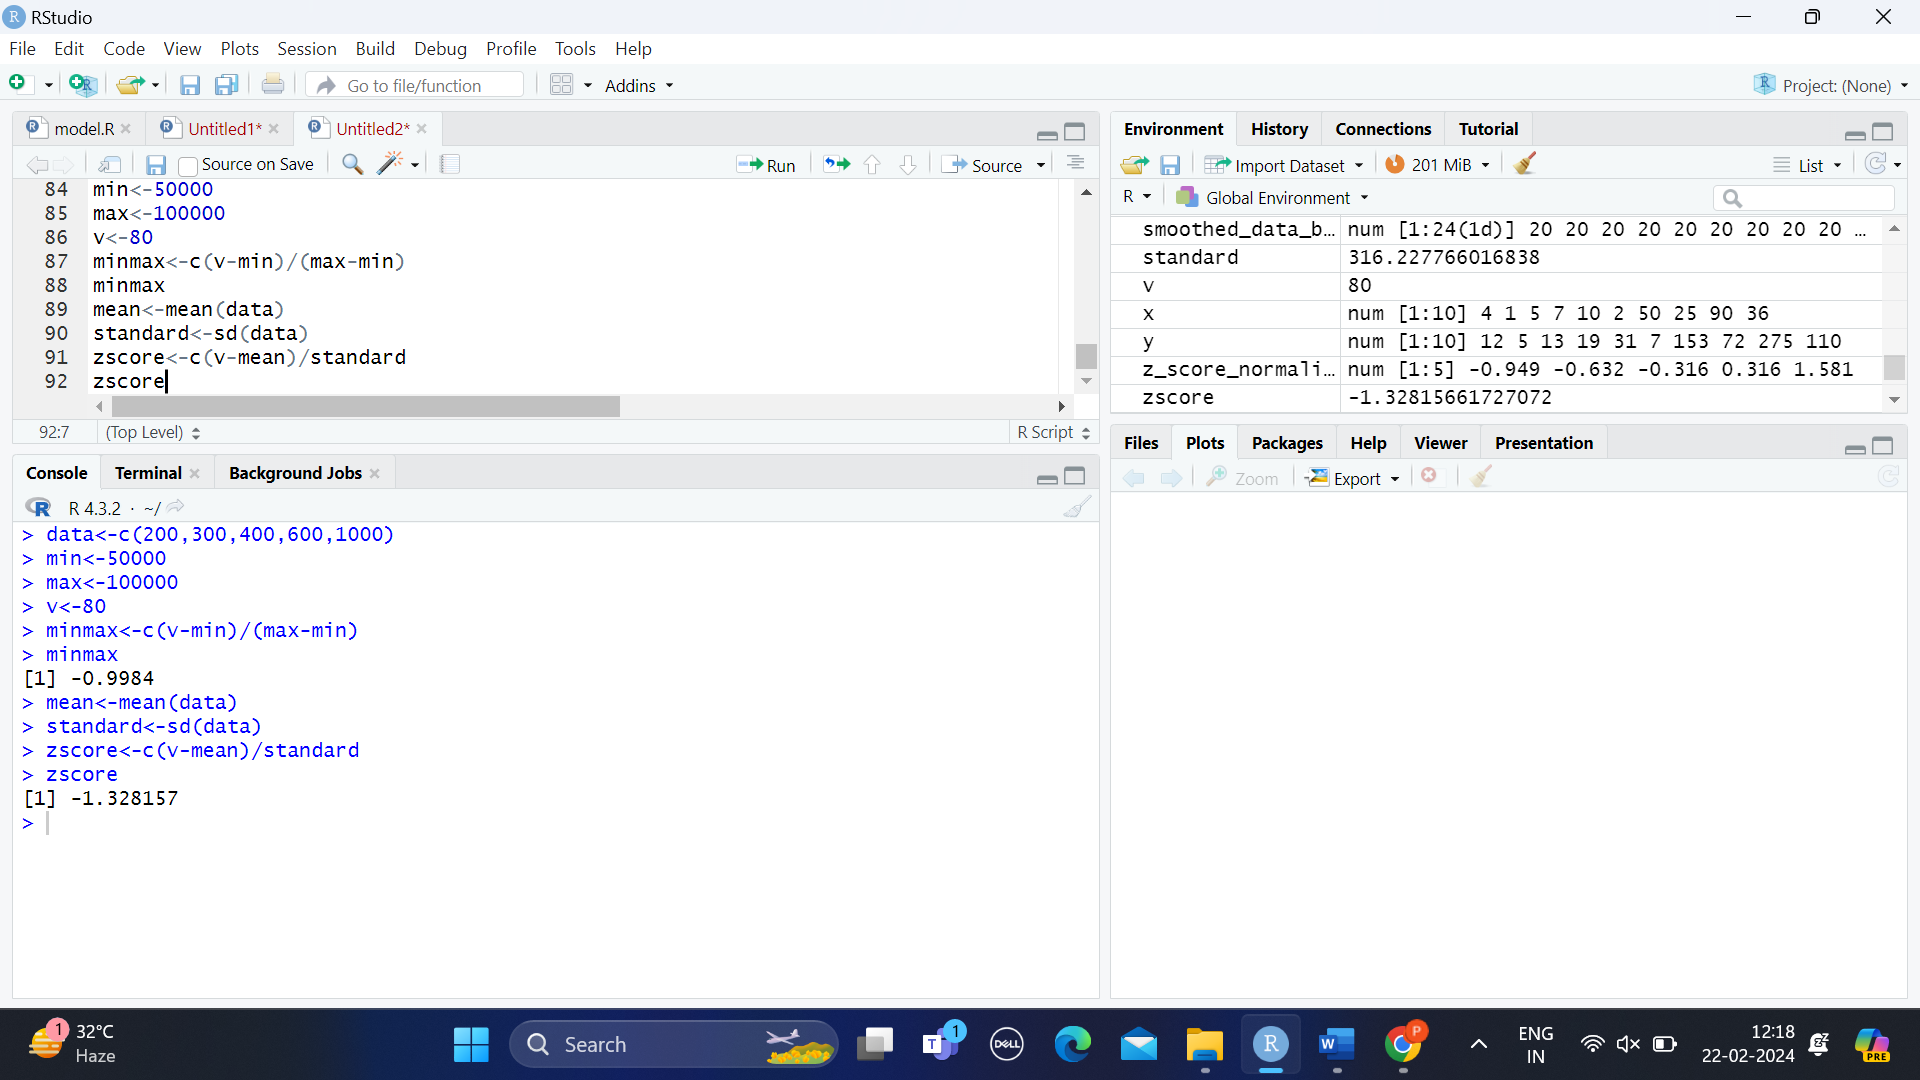 RStudio
File Edit Code View Plots Session Build Debug Profile Tools Help
Go to file/function Addins Project: (None)
model.R Untitled1* Untitled2*
Source on Save Run Source
84 min<-50000
85 max<-100000
86 v<-80
87 minmax<-c(v-min)/(max-min)
88 minmax
89 mean<-mean(data)
90 standard<-sd(data)
91 zscore<-c(v-mean)/standard
92 zscore
92:7 (Top Level) R Script
Console Terminal Background Jobs
R 4.3.2 · ~/
> data<-c(200,300,400,600,1000)
> min<-50000
> max<-100000
> v<-80
> minmax<-c(v-min)/(max-min)
> minmax
[1] -0.9984
> mean<-mean(data)
> standard<-sd(data)
> zscore<-c(v-mean)/standard
> zscore
[1] -1.328157
>
Environment History Connections Tutorial
Import Dataset 201 MiB List
R Global Environment
smoothed_data_b… num [1:24(1d)] 20 20 20 20 20 20 20 20 20 …
standard 316.227766016838
v 80
x num [1:10] 4 1 5 7 10 2 50 25 90 36
y num [1:10] 12 5 13 19 31 7 153 72 275 110
z_score_normali… num [1:5] -0.949 -0.632 -0.316 0.316 1.581
zscore -1.32815661727072
Files Plots Packages Help Viewer Presentation
Zoom Export
1 32°C
Haze
Search
T 1
DELL
R
W
P
ENG
IN
12:18
22-02-2024
PRE